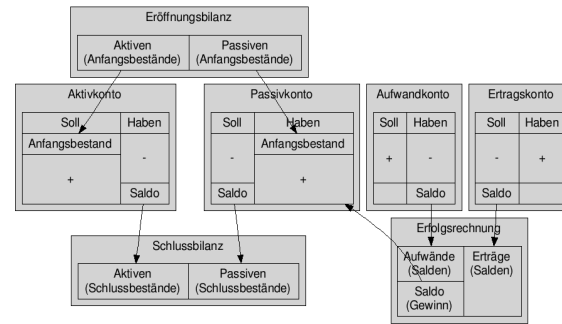 Eröffnungsbilanz
Aktiven Passiven
(Anfangsbestände) (Anfangsbestände)
Aktivkonto
Soll Haben
Anfangsbestand
-
+
Saldo
Passivkonto
Soll Haben
Anfangsbestand
-
+
Saldo
Aufwandkonto
Soll Haben
+ -
Saldo
Ertragskonto
Soll Haben
- +
Saldo
Schlussbilanz
Aktiven Passiven
(Schlussbestände) (Schlussbestände)
Erfolgsrechnung
Aufwände Erträge
(Salden) (Salden)
Saldo
(Gewinn)